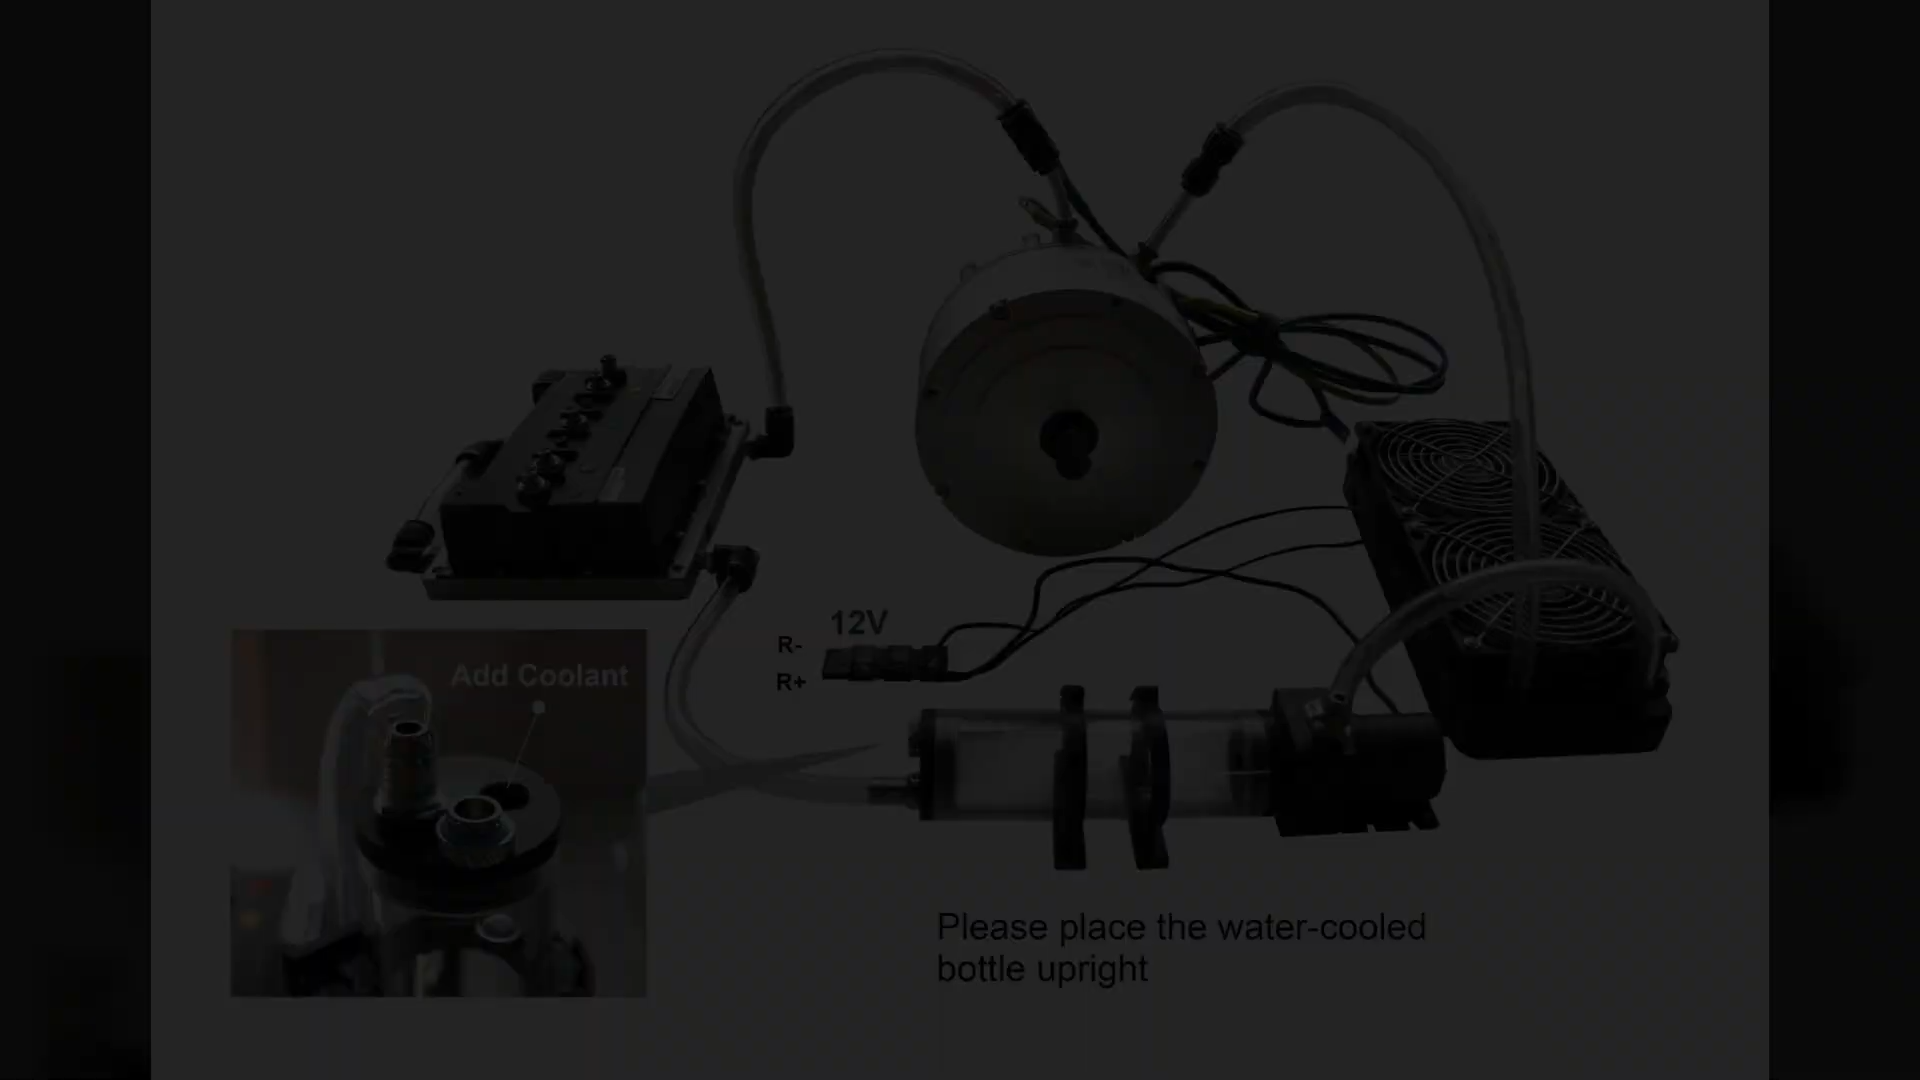 12V
R-
R+
Add Coolant
Please place the water-cooled
bottle upright